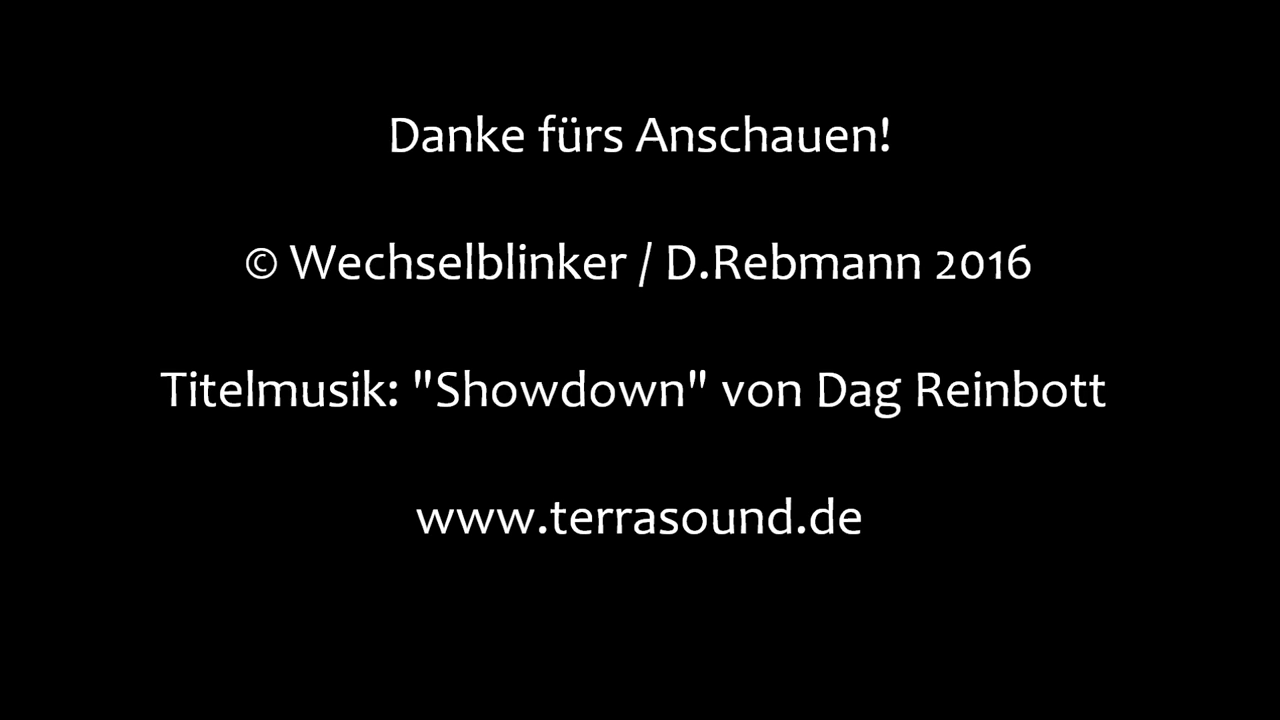 Danke fürs Anschauen!
© Wechselblinker / D.Rebmann 2016
Titelmusik: "Showdown" von Dag Reinbott
www.terrasound.de